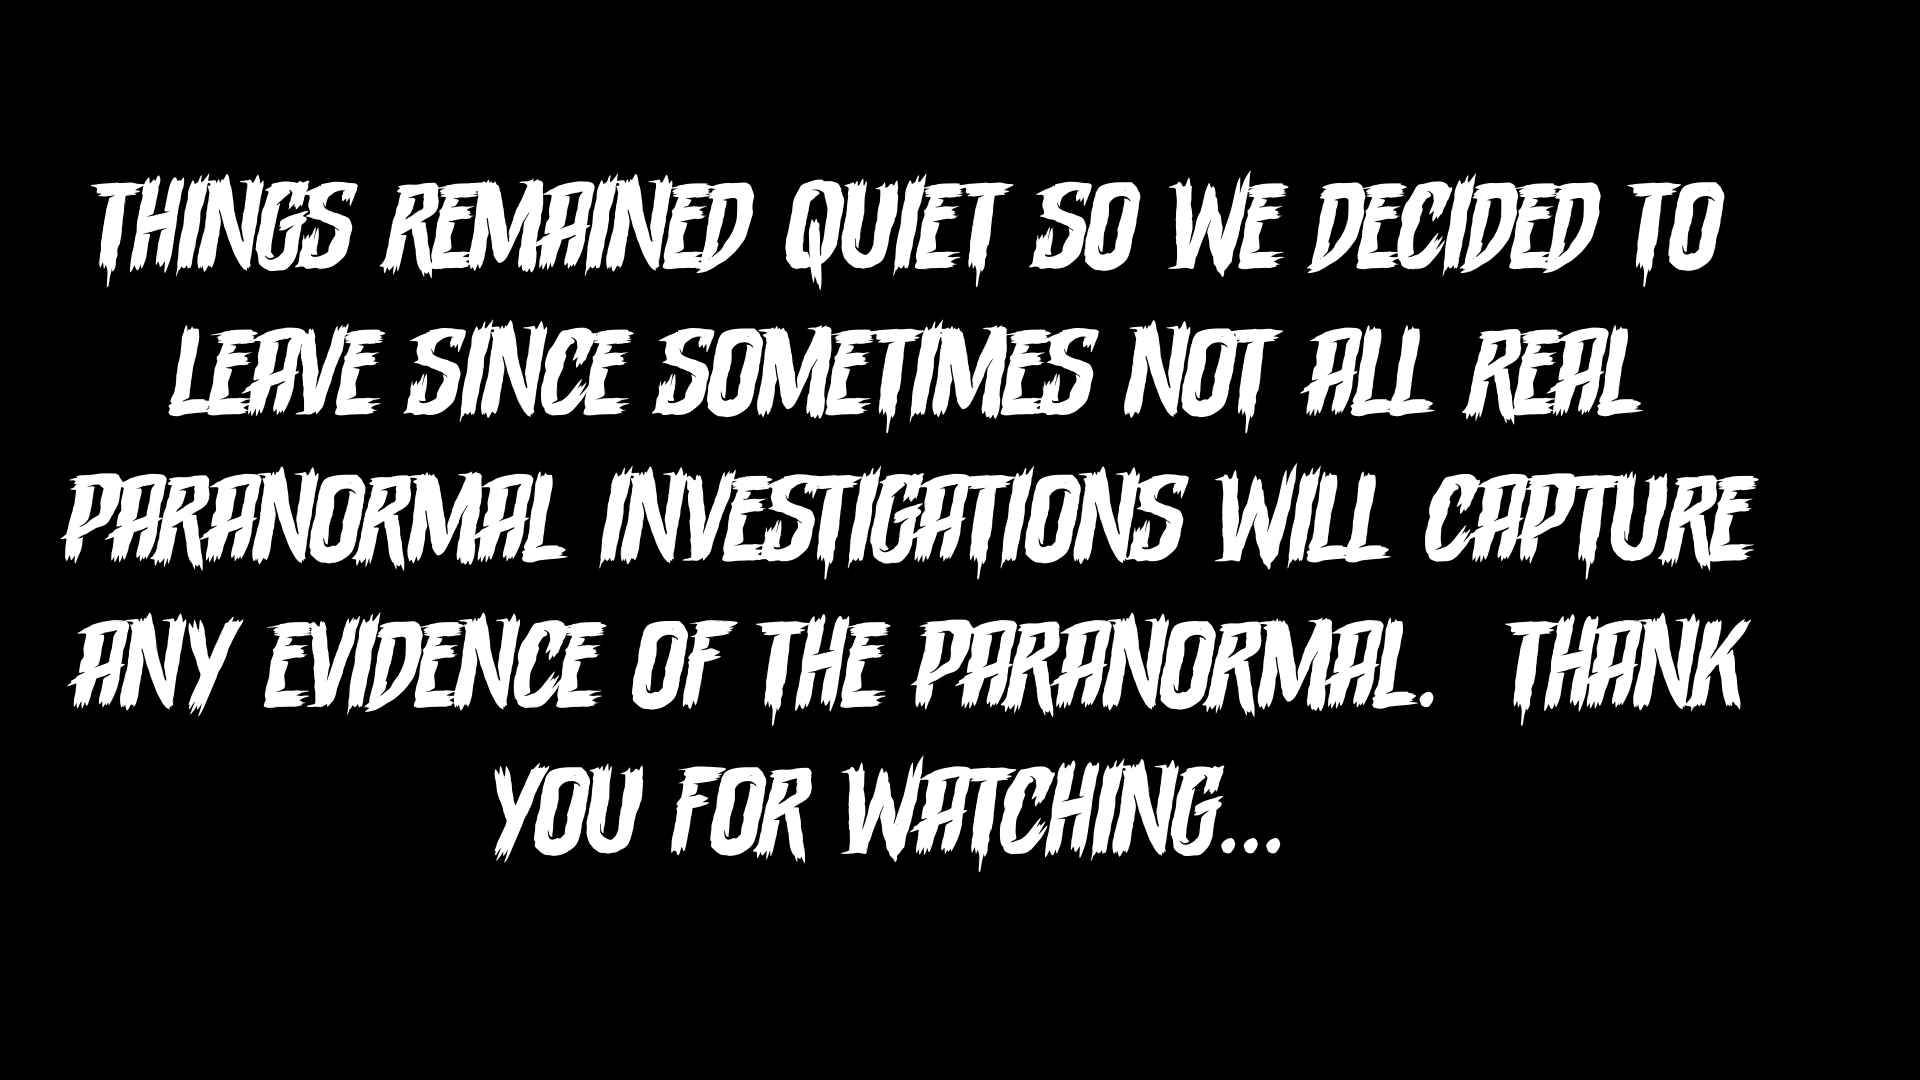 THINGS REMAINED QUIET SO WE DECIDED TO
LEAVE SINCE SOMETIMES NOT ALL REAL
PARANORMAL INVESTIGATIONS WILL CAPTURE
ANY EVIDENCE OF THE PARANORMAL.  THANK
YOU FOR WATCHING...